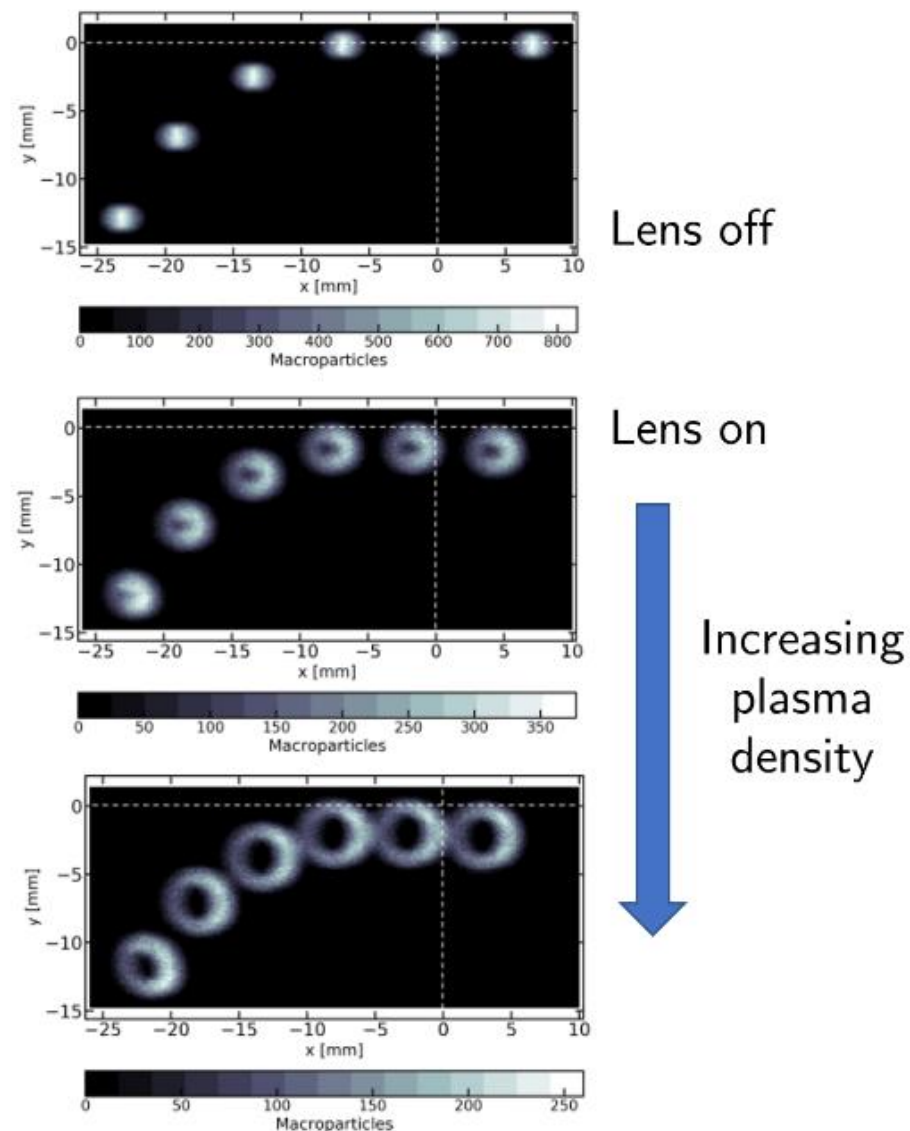 0
−5
−10
−15
y [mm]
−25 −20 −15 −10 −5 0 5 10
x [mm]
0 100 200 300 400 500 600 700 800
Macroparticles
Lens off
0
−5
−10
−15
y [mm]
−25 −20 −15 −10 −5 0 5 10
x [mm]
0 50 100 150 200 250 300 350
Macroparticles
Lens on
Increasing
plasma
density
0
−5
−10
−15
y [mm]
−25 −20 −15 −10 −5 0 5 10
x [mm]
0 50 100 150 200 250
Macroparticles